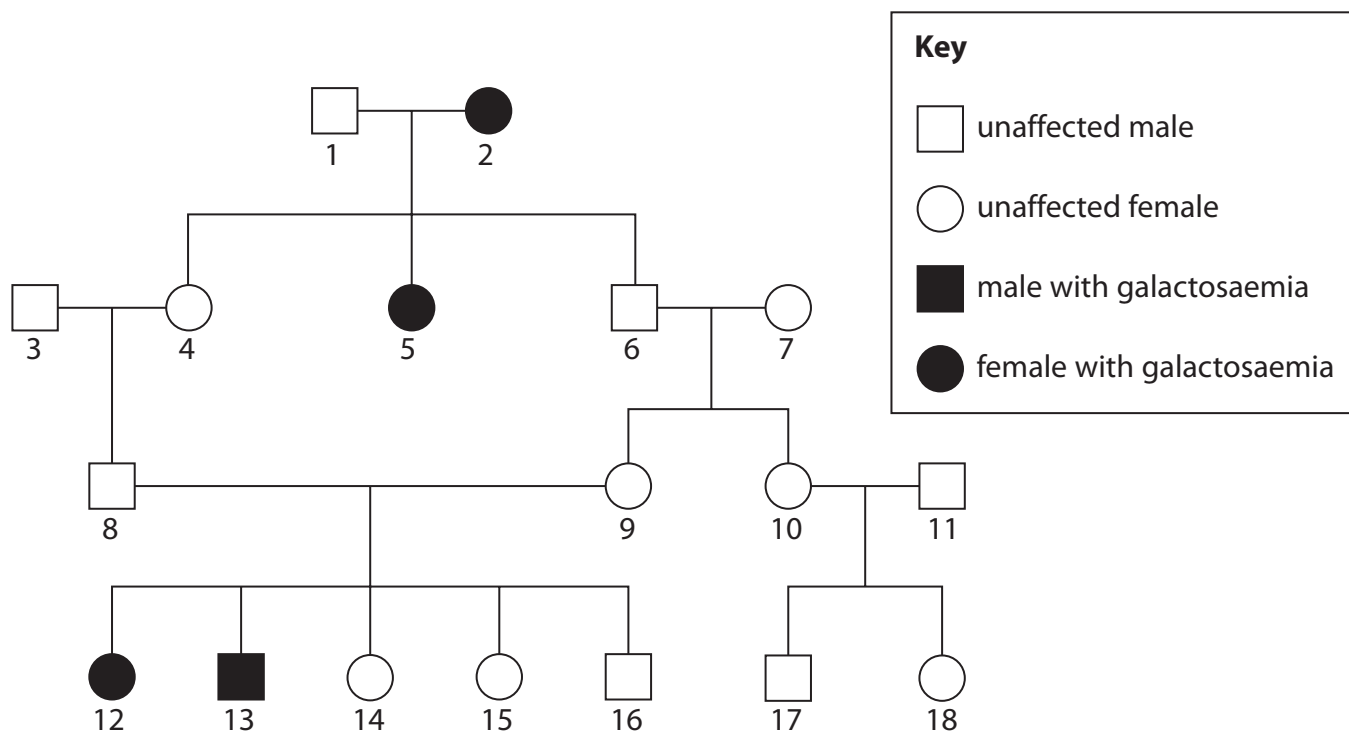 Key
unaffected male
unaffected female
male with galactosaemia
female with galactosaemia
1 2
3 4 5 6 7
8 9 10 11
12 13 14 15 16 17 18